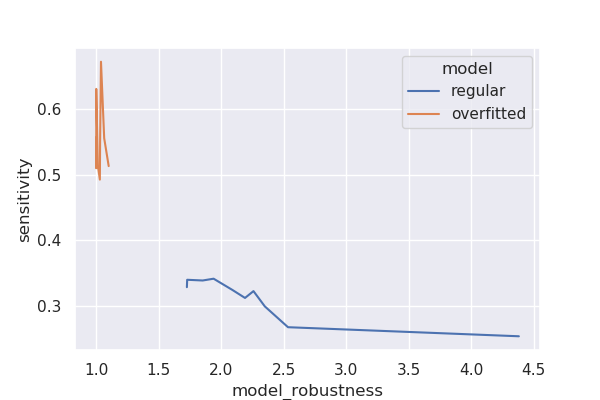 model
regular
overfitted
sensitivity
0.6
0.5
0.4
0.3
1.0 1.5 2.0 2.5 3.0 3.5 4.0 4.5
model_robustness